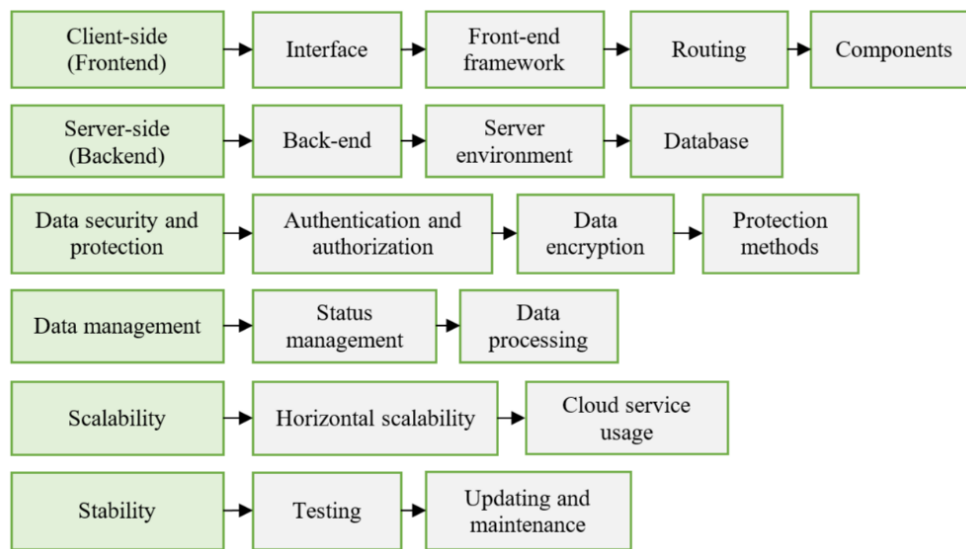 Client-side
(Frontend)
Interface
Front-end
framework
Routing
Components
Server-side
(Backend)
Back-end
Server
environment
Database
Data security and
protection
Authentication and
authorization
Data
encryption
Protection
methods
Data management
Status
management
Data
processing
Scalability
Horizontal scalability
Cloud service
usage
Stability
Testing
Updating and
maintenance